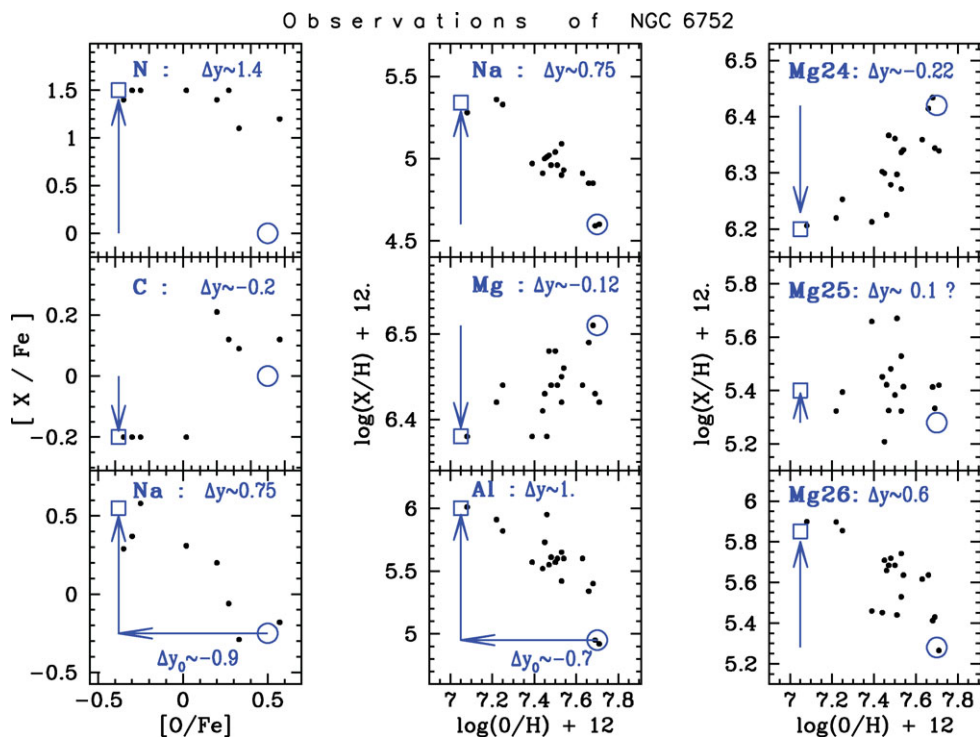 Observations of NGC 6752
N : Δy~1.4
1.5
1
0.5
0
C : Δy~-0.2
0.2
0
-0.2
Na : Δy~0.75
0.5
0
-0.5
Δy₀~-0.9
-0.5 0 0.5
[O/Fe]
[ X / Fe ]
Na : Δy~0.75
5.5
5
4.5
Mg : Δy~-0.12
6.5
6.4
Al : Δy~1.
6
5.5
5
Δy₀~-0.7
7 7.2 7.4 7.6 7.8
log(O/H) + 12
log(X/H) + 12.
Mg24: Δy~-0.22
6.4
6.3
6.2
Mg25: Δy~ 0.1 ?
5.8
5.6
5.4
5.2
Mg26: Δy~0.6
6
5.8
5.6
5.4
5.2
7 7.2 7.4 7.6 7.8
log(O/H) + 12
log(X/H) + 12.